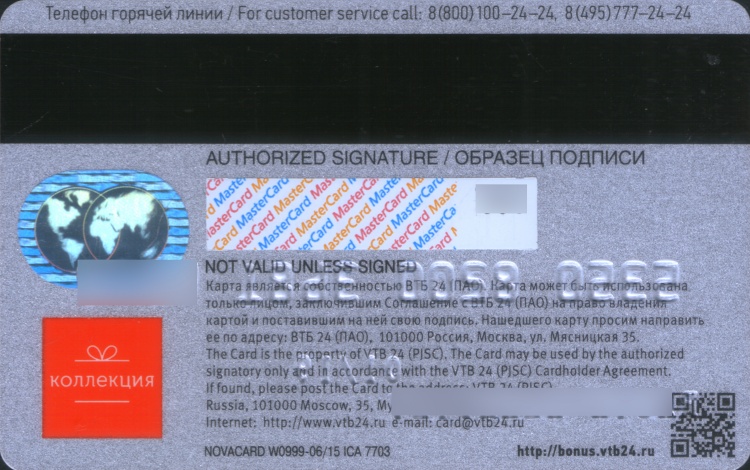 Телефон горячей линии / For customer service call: 8(800)100-24-24, 8(495)777-24-24
AUTHORIZED SIGNATURE / ОБРАЗЕЦ ПОДПИСИ
MasterCard MasterCard MasterCard
NOT VALID UNLESS SIGNED
Карта является собственностью ВТБ 24 (ПАО). Карта может быть использована
только лицом, заключившим Соглашение с ВТБ 24 (ПАО) на право владения
картой и поставившим на ней свою подпись. Нашедшего карту просим направить
ее по адресу: ВТБ 24 (ПАО), 101000 Россия, Москва, ул. Мясницкая 35.
The Card is the property of VTB 24 (PJSC). The Card may be used by the authorized
signatory only and in accordance with the VTB 24 (PJSC) Cardholder Agreement.
If found, please post the Card to the address: VTB 24 (PJSC)
Russia, 101000 Moscow, 35,
Internet: http://www.vtb24.ru e-mail: card@vtb24.ru
коллекция
NOVACARD W0999-06/15 ICA 7703
http://bonus.vtb24.ru